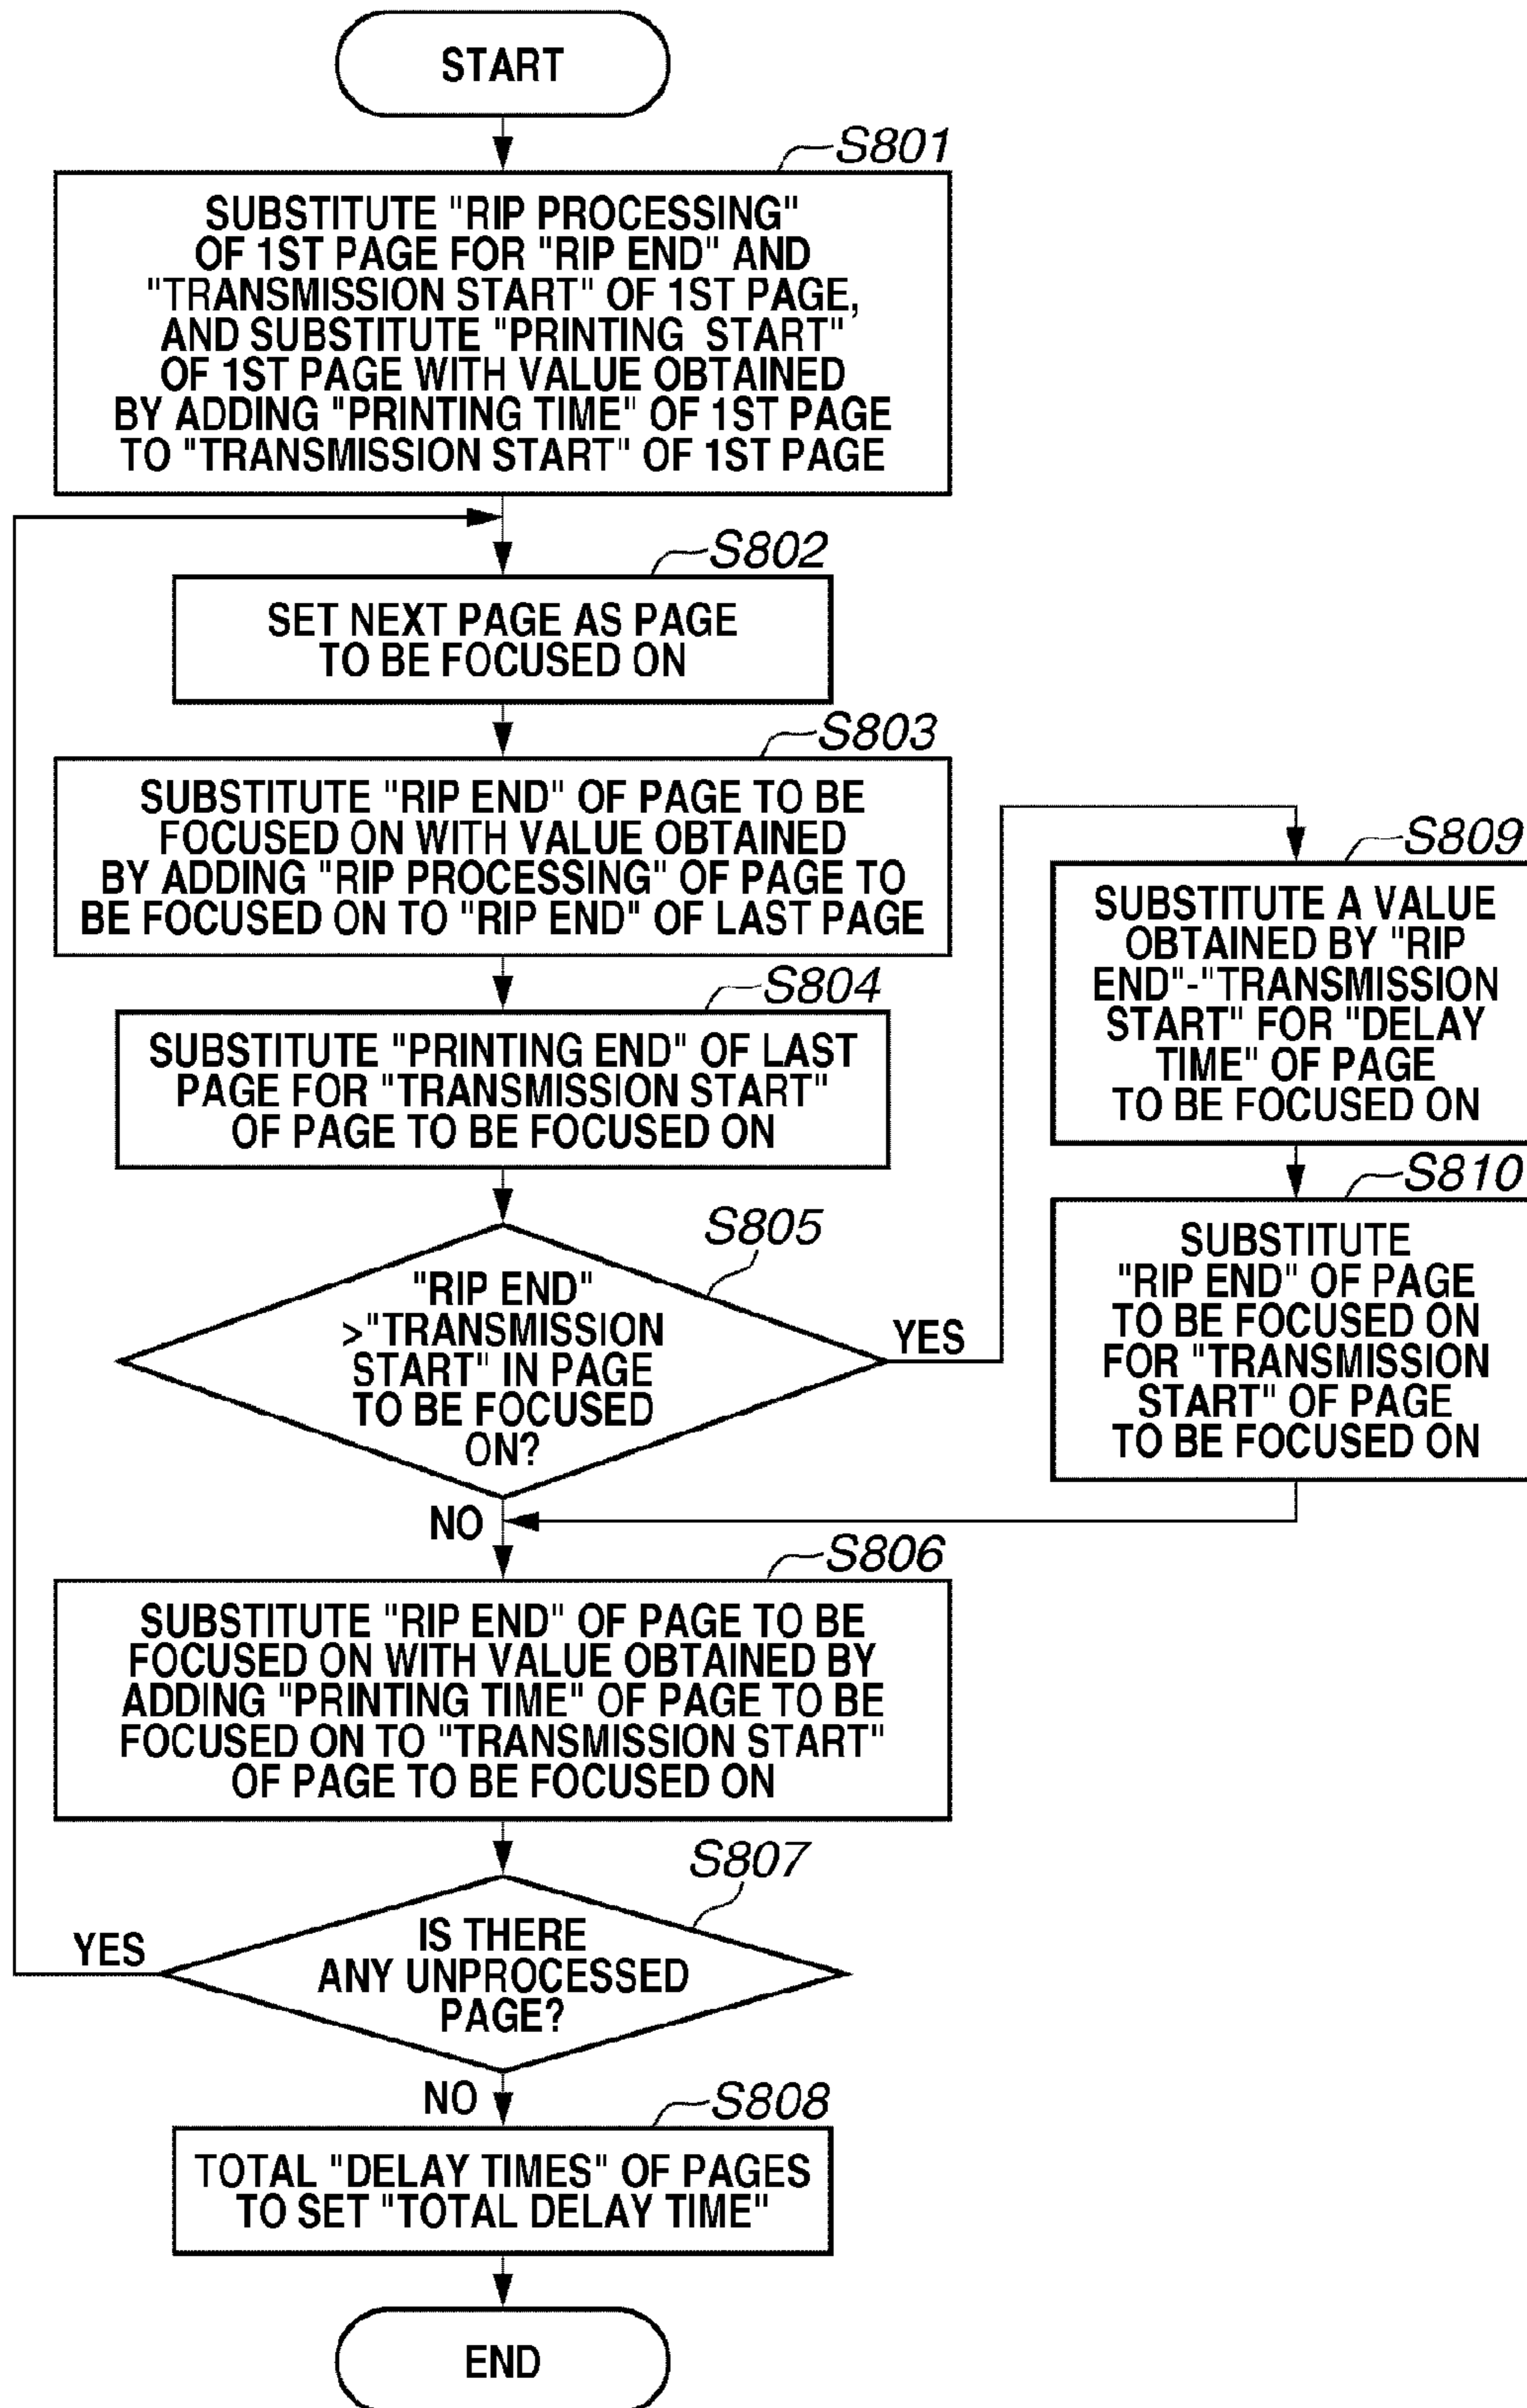 START
S801
SUBSTITUTE "RIP PROCESSING"
OF 1ST PAGE FOR "RIP END" AND
"TRANSMISSION START" OF 1ST PAGE,
AND SUBSTITUTE "PRINTING START"
OF 1ST PAGE WITH VALUE OBTAINED
BY ADDING "PRINTING TIME" OF 1ST PAGE
TO "TRANSMISSION START" OF 1ST PAGE
S802
SET NEXT PAGE AS PAGE
TO BE FOCUSED ON
S803
SUBSTITUTE "RIP END" OF PAGE TO BE
FOCUSED ON WITH VALUE OBTAINED
BY ADDING "RIP PROCESSING" OF PAGE TO
BE FOCUSED ON TO "RIP END" OF LAST PAGE
S804
SUBSTITUTE "PRINTING END" OF LAST
PAGE FOR "TRANSMISSION START"
OF PAGE TO BE FOCUSED ON
S805
"RIP END"
>"TRANSMISSION
START" IN PAGE
TO BE FOCUSED
ON?
YES
NO
S809
SUBSTITUTE A VALUE
OBTAINED BY "RIP
END"-"TRANSMISSION
START" FOR "DELAY
TIME" OF PAGE
TO BE FOCUSED ON
S810
SUBSTITUTE
"RIP END" OF PAGE
TO BE FOCUSED ON
FOR "TRANSMISSION
START" OF PAGE
TO BE FOCUSED ON
S806
SUBSTITUTE "RIP END" OF PAGE TO BE
FOCUSED ON WITH VALUE OBTAINED BY
ADDING "PRINTING TIME" OF PAGE TO BE
FOCUSED ON TO "TRANSMISSION START"
OF PAGE TO BE FOCUSED ON
S807
IS THERE
ANY UNPROCESSED
PAGE?
YES
NO
S808
TOTAL "DELAY TIMES" OF PAGES
TO SET "TOTAL DELAY TIME"
END